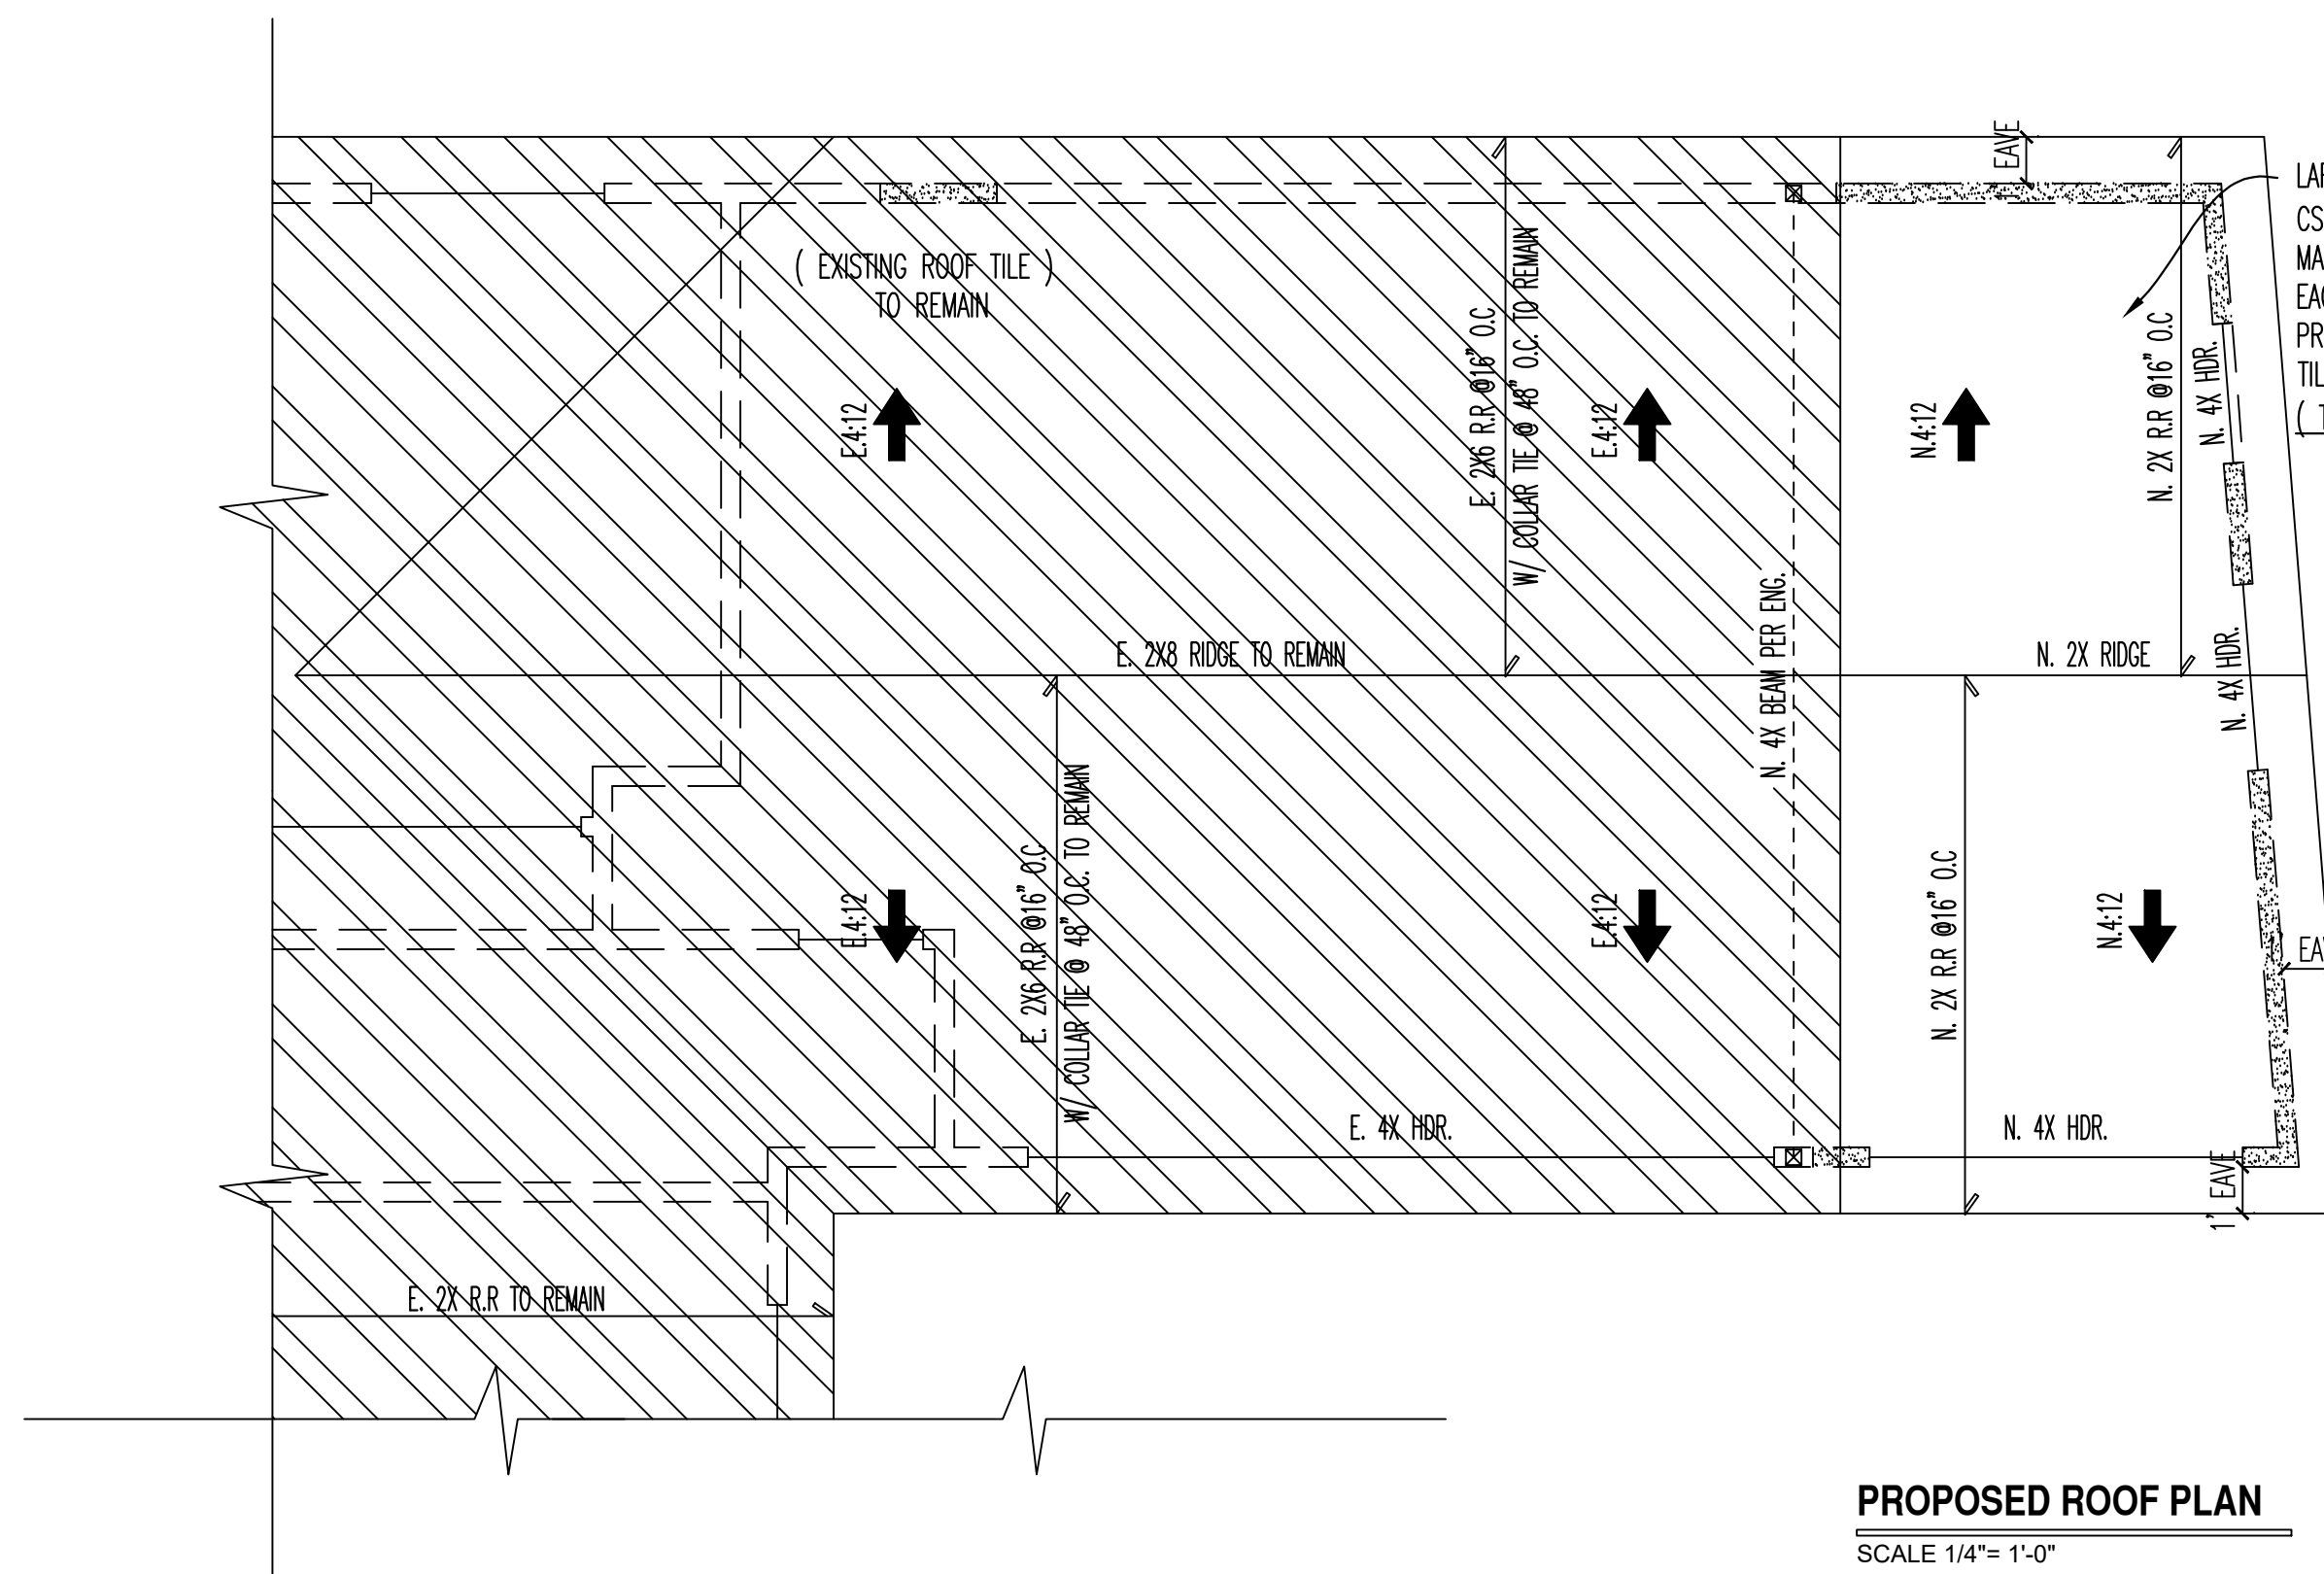 1' EAVE
( EXISTING ROOF TILE )
TO REMAIN
E. 2X6 R.R @16" O.C
W/ COLLAR TIE @ 48" O.C. TO REMAIN
E.4:12
E.4:12
N.4:12
N. 2X R.R @16" O.C
N. 4X HDR.
TIL
E. 2X8 RIDGE TO REMAIN
N. 4X BEAM PER ENG.
N. 2X RIDGE
N. 4X HDR.
E. 2X6 R.R @16" O.C.
W/ COLLAR TIE @ 48" O.C. TO REMAIN
E.4:12
E.4:12
N. 2X R.R @16" O.C
N.4:12
E. 4X HDR.
N. 4X HDR.
1' EAVE
E. 2X R.R TO REMAIN
PROPOSED ROOF PLAN
SCALE 1/4"= 1'-0"